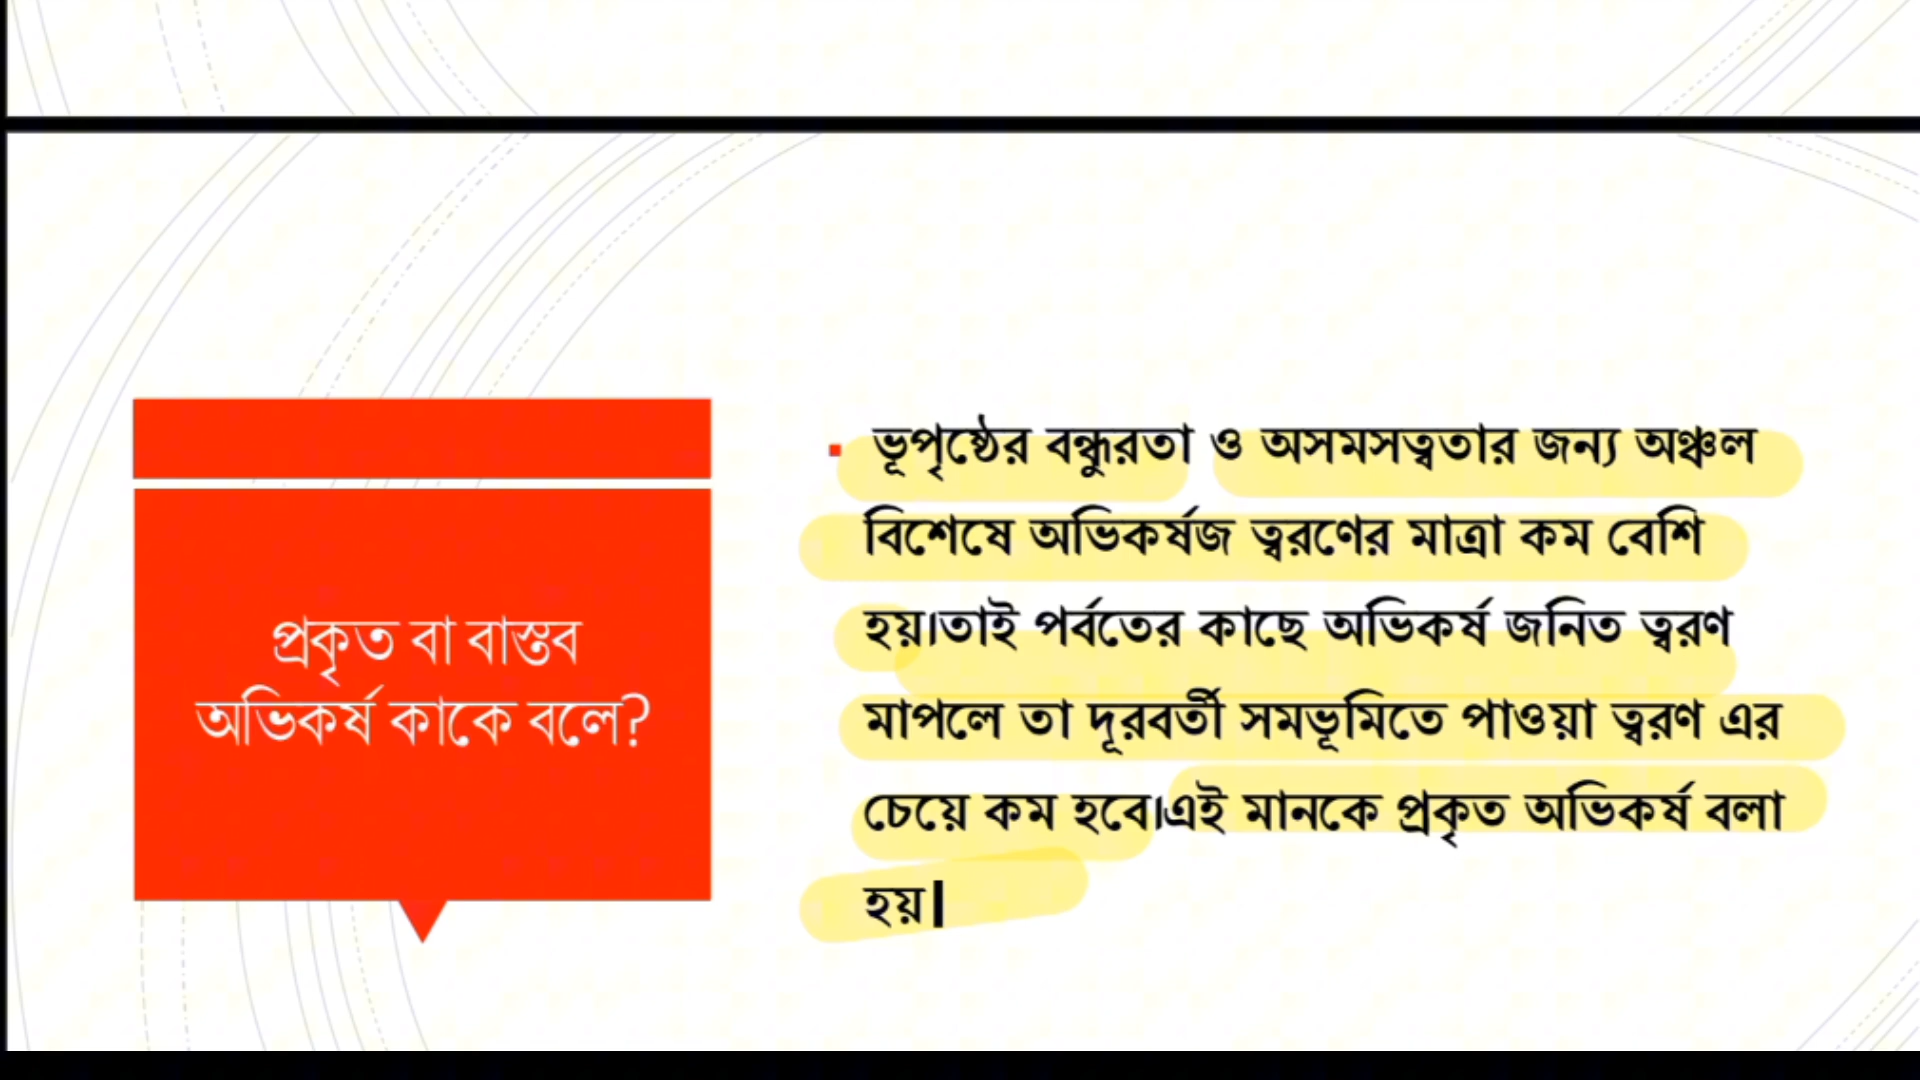 প্রকৃত বা বাস্তব
অভিকর্ষ কাকে বলে?
ভূপৃষ্ঠের বন্ধুরতা ও অসমসত্বতার জন্য অঞ্চল
বিশেষে অভিকর্ষজ ত্বরণের মাত্রা কম বেশি
হয়।তাই পর্বতের কাছে অভিকর্ষ জনিত ত্বরণ
মাপলে তা দূরবর্তী সমভূমিতে পাওয়া ত্বরণ এর
চেয়ে কম হবে।এই মানকে প্রকৃত অভিকর্ষ বলা
হয়।